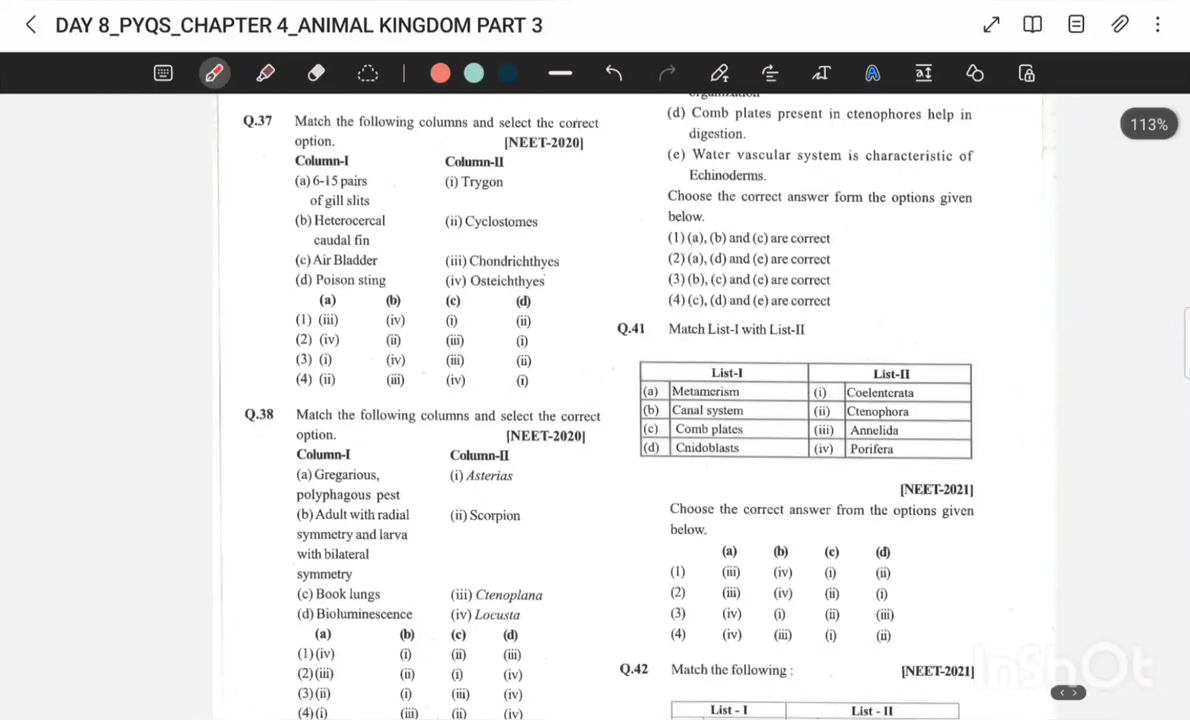 DAY 8_PYQS_CHAPTER 4_ANIMAL KINGDOM PART 3
113%
Q.37 Match the following columns and select the correct
option. [NEET-2020]
Column-I Column-II
(a) 6-15 pairs (i) Trygon
of gill slits
(b) Heterocercal (ii) Cyclostomes
caudal fin
(c) Air Bladder (iii) Chondrichthyes
(d) Poison sting (iv) Osteichthyes
(a) (b) (c) (d)
(1) (iii) (iv) (i) (ii)
(2) (iv) (ii) (iii) (i)
(3) (i) (iv) (iii) (ii)
(4) (ii) (iii) (iv) (i)
Q.38 Match the following columns and select the correct
option. [NEET-2020]
Column-I Column-II
(a) Gregarious, (i) Asterias
polyphagous pest
(b) Adult with radial (ii) Scorpion
symmetry and larva
with bilateral
symmetry
(c) Book lungs (iii) Ctenoplana
(d) Bioluminescence (iv) Locusta
(a) (b) (c) (d)
(1) (iv) (i) (ii) (iii)
(2) (iii) (ii) (i) (iv)
(3) (ii) (i) (iii) (iv)
(4) (i) (iii) (ii) (iv)
organization
(d) Comb plates present in ctenophores help in
digestion.
(e) Water vascular system is characteristic of
Echinoderms.
Choose the correct answer form the options given
below.
(1) (a), (b) and (c) are correct
(2) (a), (d) and (e) are correct
(3) (b), (c) and (e) are correct
(4) (c), (d) and (e) are correct
Q.41 Match List-I with List-II
List-I List-II
(a) Metamerism (i) Coelenterata
(b) Canal system (ii) Ctenophora
(c) Comb plates (iii) Annelida
(d) Cnidoblasts (iv) Porifera
[NEET-2021]
Choose the correct answer from the options given
below.
(a) (b) (c) (d)
(1) (iii) (iv) (i) (ii)
(2) (iii) (iv) (ii) (i)
(3) (iv) (i) (ii) (iii)
(4) (iv) (iii) (i) (ii)
Q.42 Match the following : [NEET-2021]
List - I List - II
InShOt